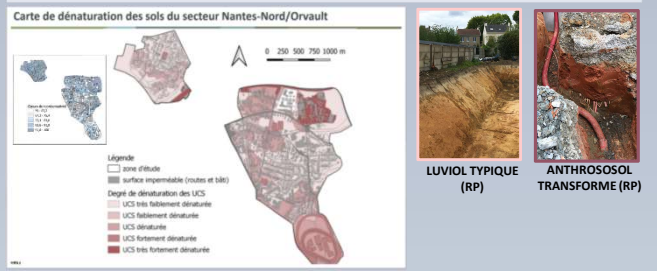 Carte de dénaturation des sols du secteur Nantes-Nord/Orvault
0 250 500 750 1000 m
Légende
zone d'étude
surface imperméable (routes et bâti)
Degré de dénaturation des UCS
UCS très faiblement dénaturée
UCS faiblement dénaturée
UCS dénaturée
UCS fortement dénaturée
UCS très fortement dénaturée
LUVIOL TYPIQUE
(RP)
ANTHROSOSOL
TRANSFORME (RP)